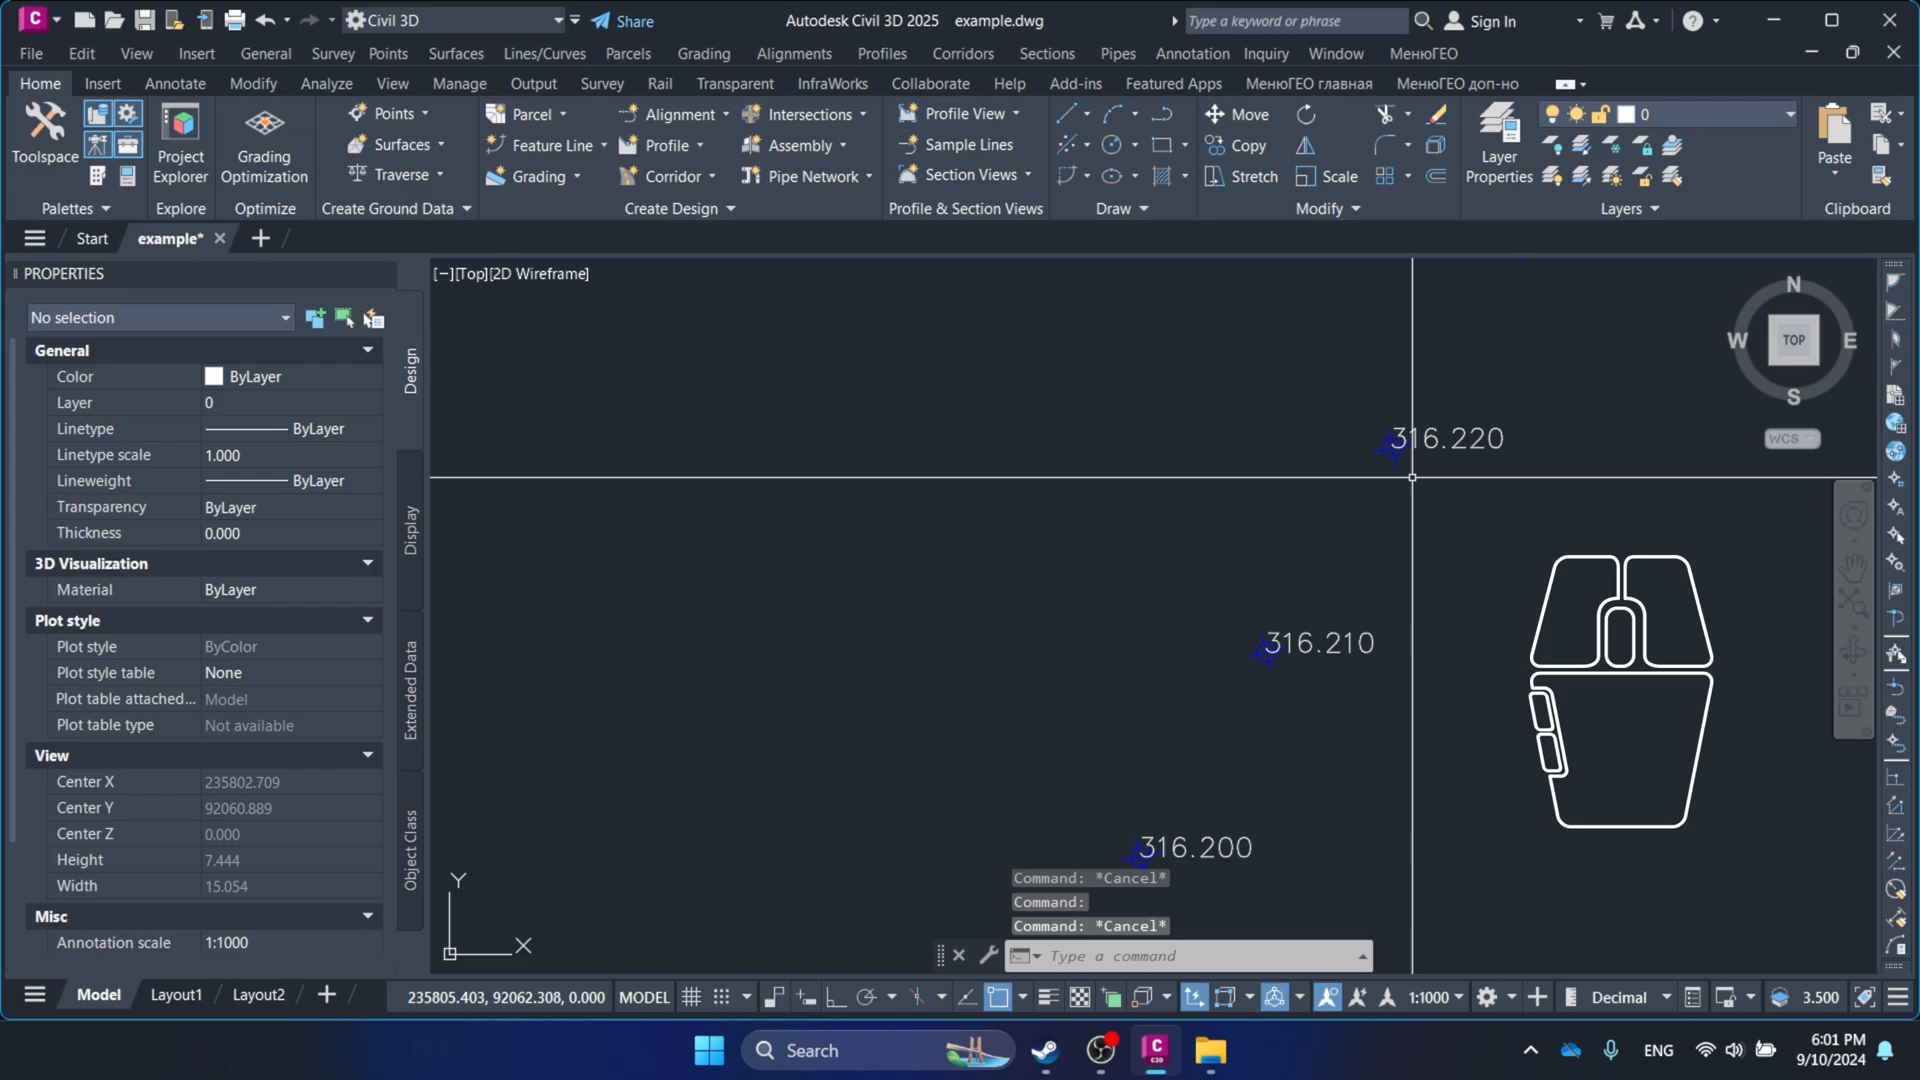 C
Civil 3D
Share
Autodesk Civil 3D 2025 example.dwg
Type a keyword or phrase
Sign In
File Edit View Insert General Survey Points Surfaces Lines/Curves Parcels Grading Alignments Profiles Corridors Sections Pipes Annotation Inquiry Window МенюГЕО
Home Insert Annotate Modify Analyze View Manage Output Survey Rail Transparent InfraWorks Collaborate Help Add-ins Featured Apps МенюГЕО главная МенюГЕО доп-но
Points Parcel Alignment Intersections Profile View Move 0
Surfaces Feature Line Profile Assembly Sample Lines Copy
Toolspace Project Explorer Grading Optimization Layer Properties Paste
Traverse Grading Corridor Pipe Network Section Views Stretch Scale
Palettes Explore Optimize Create Ground Data Create Design Profile & Section Views Draw Modify Layers Clipboard
Start example*
PROPERTIES
[−][Top][2D Wireframe]
No selection
General
Color ByLayer
Layer 0
Linetype ByLayer
Linetype scale 1.000
Lineweight ByLayer
Transparency ByLayer
Thickness 0.000
3D Visualization
Material ByLayer
Plot style
Plot style ByColor
Plot style table None
Plot table attached... Model
Plot table type Not available
View
Center X 235802.709
Center Y 92060.889
Center Z 0.000
Height 7.444
Width 15.054
Misc
Annotation scale 1:1000
Design
Display
Extended Data
Object Class
N
W TOP E
S
WCS
316.220
316.210
316.200
Y
X
Command: *Cancel*
Command:
Command: *Cancel*
Type a command
Model Layout1 Layout2
235805.403, 92062.308, 0.000 MODEL 1:1000 Decimal 3.500
Search
C
C3D
ENG
6:01 PM
9/10/2024